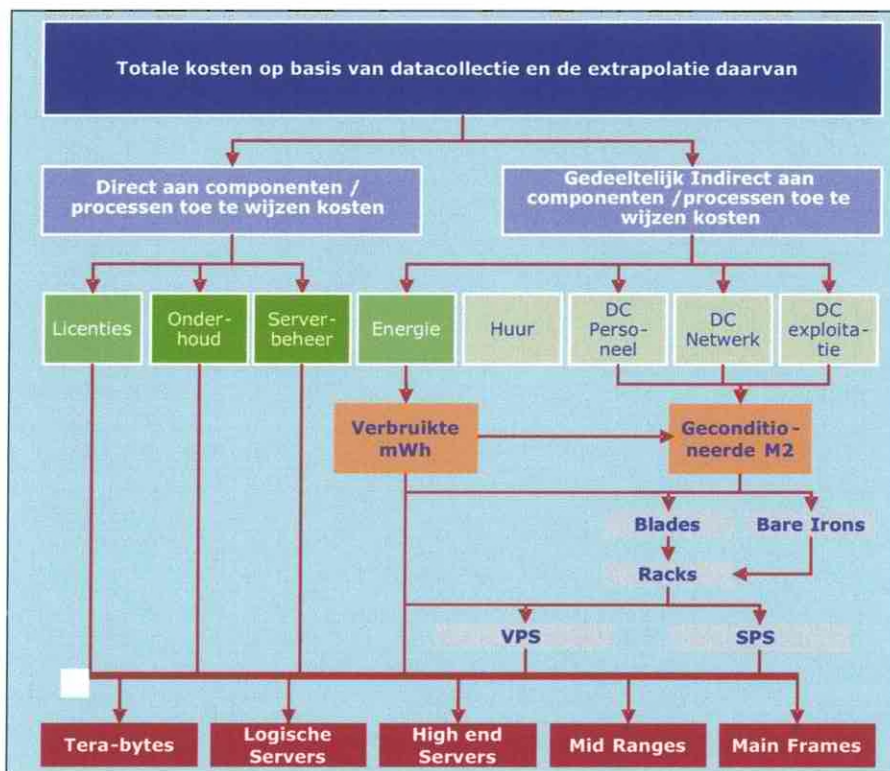 Totale kosten op basis van datacollectie en de extrapolatie daarvan
Direct aan componenten /
processen toe te wijzen kosten
Gedeeltelijk Indirect aan
componenten /processen toe te
wijzen kosten
Licenties
Onder-
houd
Server-
beheer
Energie
Huur
DC
Perso-
neel
DC
Netwerk
DC
exploita-
tie
Verbruikte
mWh
Geconditio-
neerde M2
Blades
Bare Irons
Racks
VPS
SPS
Tera-bytes
Logische
Servers
High end
Servers
Mid Ranges
Main Frames